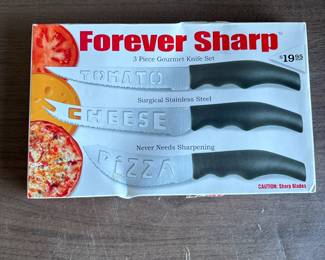 Forever Sharp™
3 Piece Gourmet Knife Set
$19.95
TOMATO
Surgical Stainless Steel
CHEESE
Never Needs Sharpening
PIZZA
CAUTION: Sharp Blades